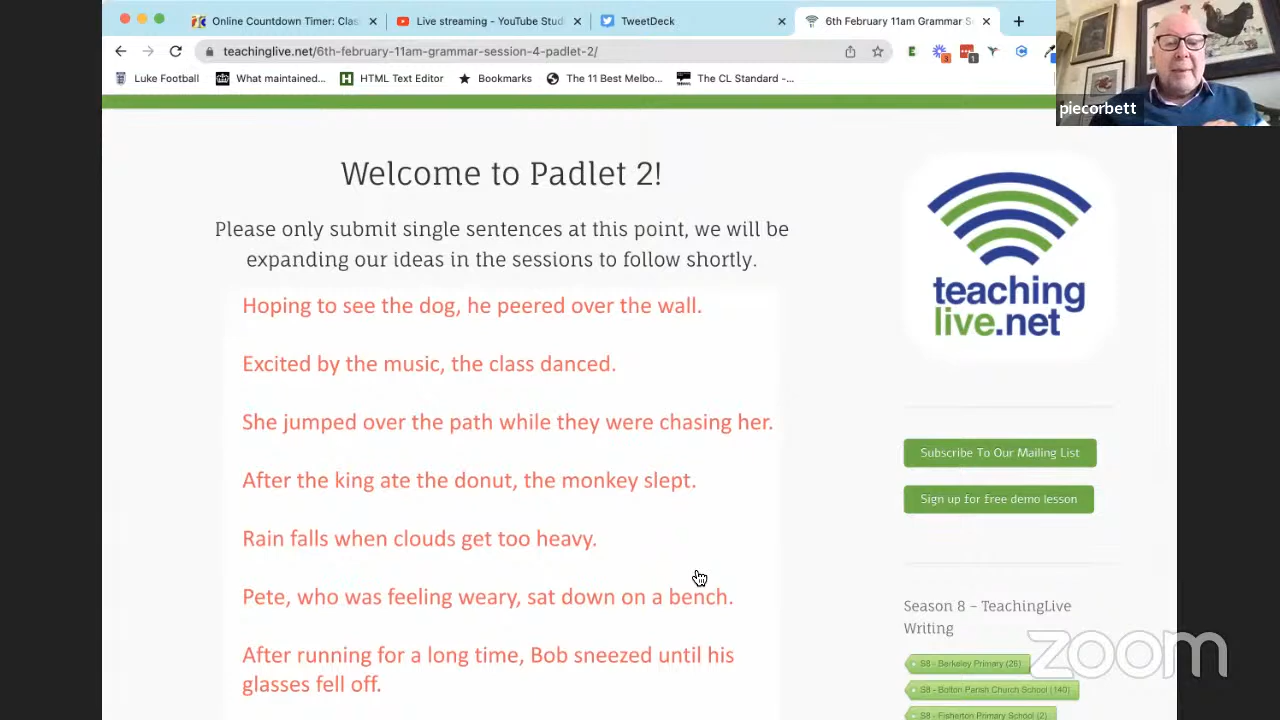 Online Countdown Timer: Clas
Live streaming - YouTube Stud
TweetDeck
6th February 11am Grammar S
teachinglive.net/6th-february-11am-grammar-session-4-padlet-2/
3
1
Luke Football
What maintained...
HTML Text Editor
Bookmarks
The 11 Best Melbo...
The CL Standard -...
piecorbett
Welcome to Padlet 2!
Please only submit single sentences at this point, we will be
expanding our ideas in the sessions to follow shortly.
Hoping to see the dog, he peered over the wall.
Excited by the music, the class danced.
She jumped over the path while they were chasing her.
After the king ate the donut, the monkey slept.
Rain falls when clouds get too heavy.
Pete, who was feeling weary, sat down on a bench.
After running for a long time, Bob sneezed until his
glasses fell off.
teaching
live.net
Subscribe To Our Mailing List
Sign up for free demo lesson
Season 8 – TeachingLive
Writing
S8 - Berkeley Primary (26)
S8 - Bolton Parish Church School (140)
S8 - Fisherton Primary School (2)
zoom